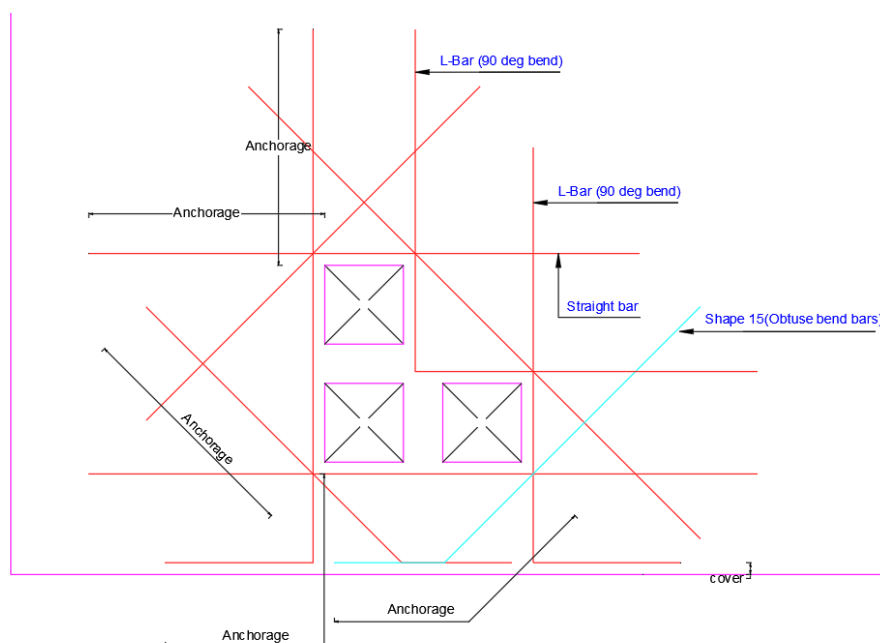 L-Bar (90 deg bend)
Anchorage
L-Bar (90 deg bend)
Anchorage
Straight bar
Shape 15(Obtuse bend bars)
Anchorage
cover
Anchorage
Anchorage